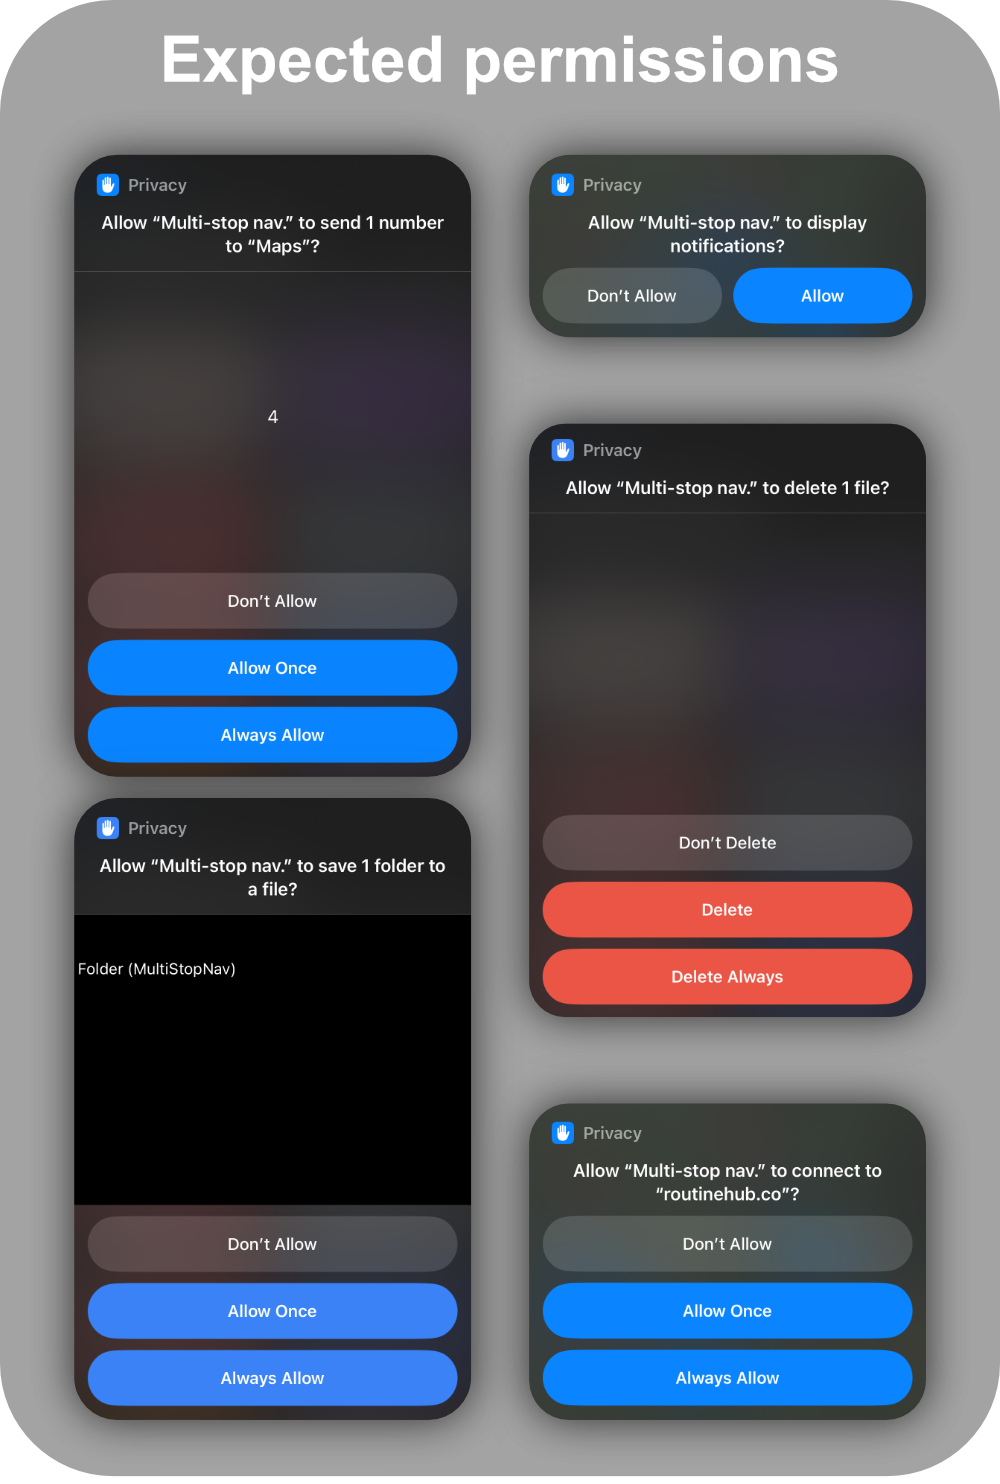 Expected permissions
Privacy
Allow “Multi-stop nav.” to send 1 number
to “Maps”?
4
Don’t Allow
Allow Once
Always Allow
Privacy
Allow “Multi-stop nav.” to save 1 folder to
a file?
Folder (MultiStopNav)
Don’t Allow
Allow Once
Always Allow
Privacy
Allow “Multi-stop nav.” to display
notifications?
Don’t Allow
Allow
Privacy
Allow “Multi-stop nav.” to delete 1 file?
Don’t Delete
Delete
Delete Always
Privacy
Allow “Multi-stop nav.” to connect to
“routinehub.co”?
Don’t Allow
Allow Once
Always Allow